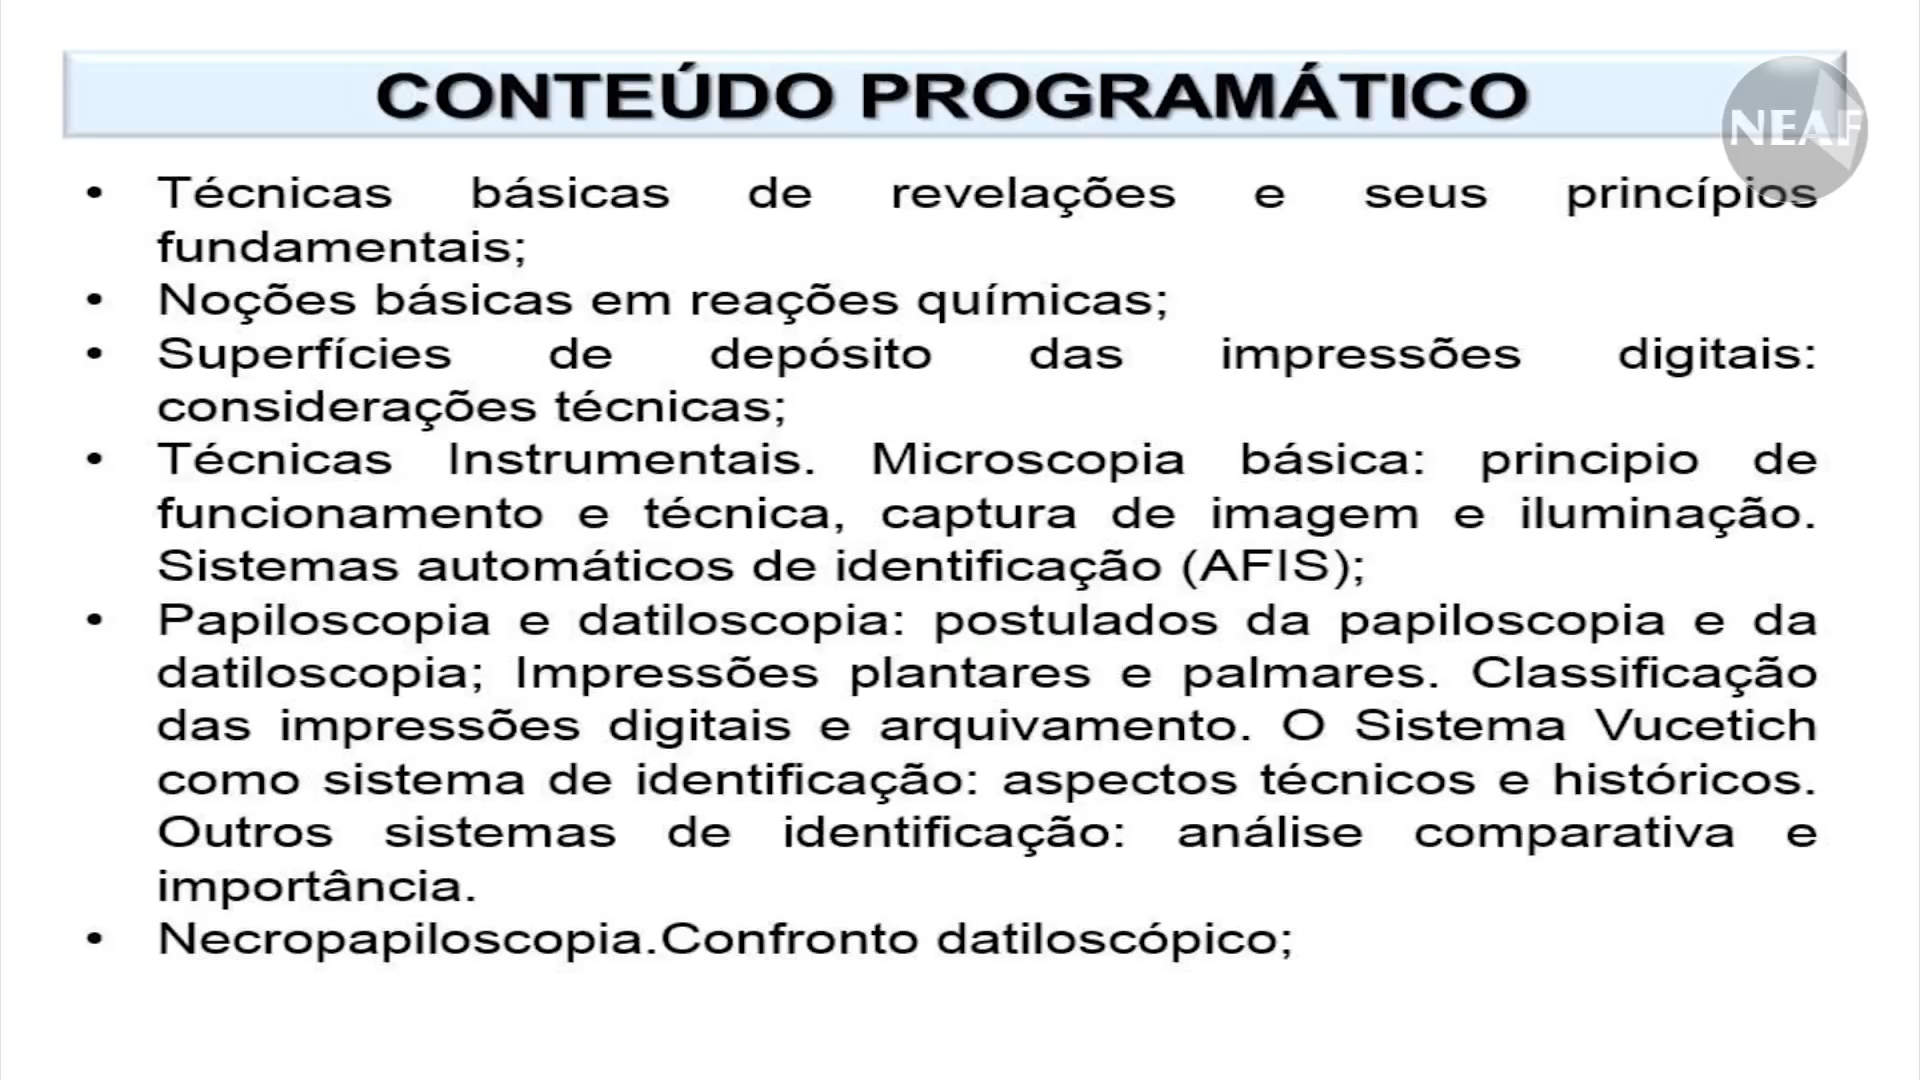 CONTEÚDO PROGRAMÁTICO
NEAF
• Técnicas básicas de revelações e seus princípios
fundamentais;
• Noções básicas em reações químicas;
• Superfícies de depósito das impressões digitais:
considerações técnicas;
• Técnicas Instrumentais. Microscopia básica: principio de
funcionamento e técnica, captura de imagem e iluminação.
Sistemas automáticos de identificação (AFIS);
• Papiloscopia e datiloscopia: postulados da papiloscopia e da
datiloscopia; Impressões plantares e palmares. Classificação
das impressões digitais e arquivamento. O Sistema Vucetich
como sistema de identificação: aspectos técnicos e históricos.
Outros sistemas de identificação: análise comparativa e
importância.
• Necropapiloscopia.Confronto datiloscópico;